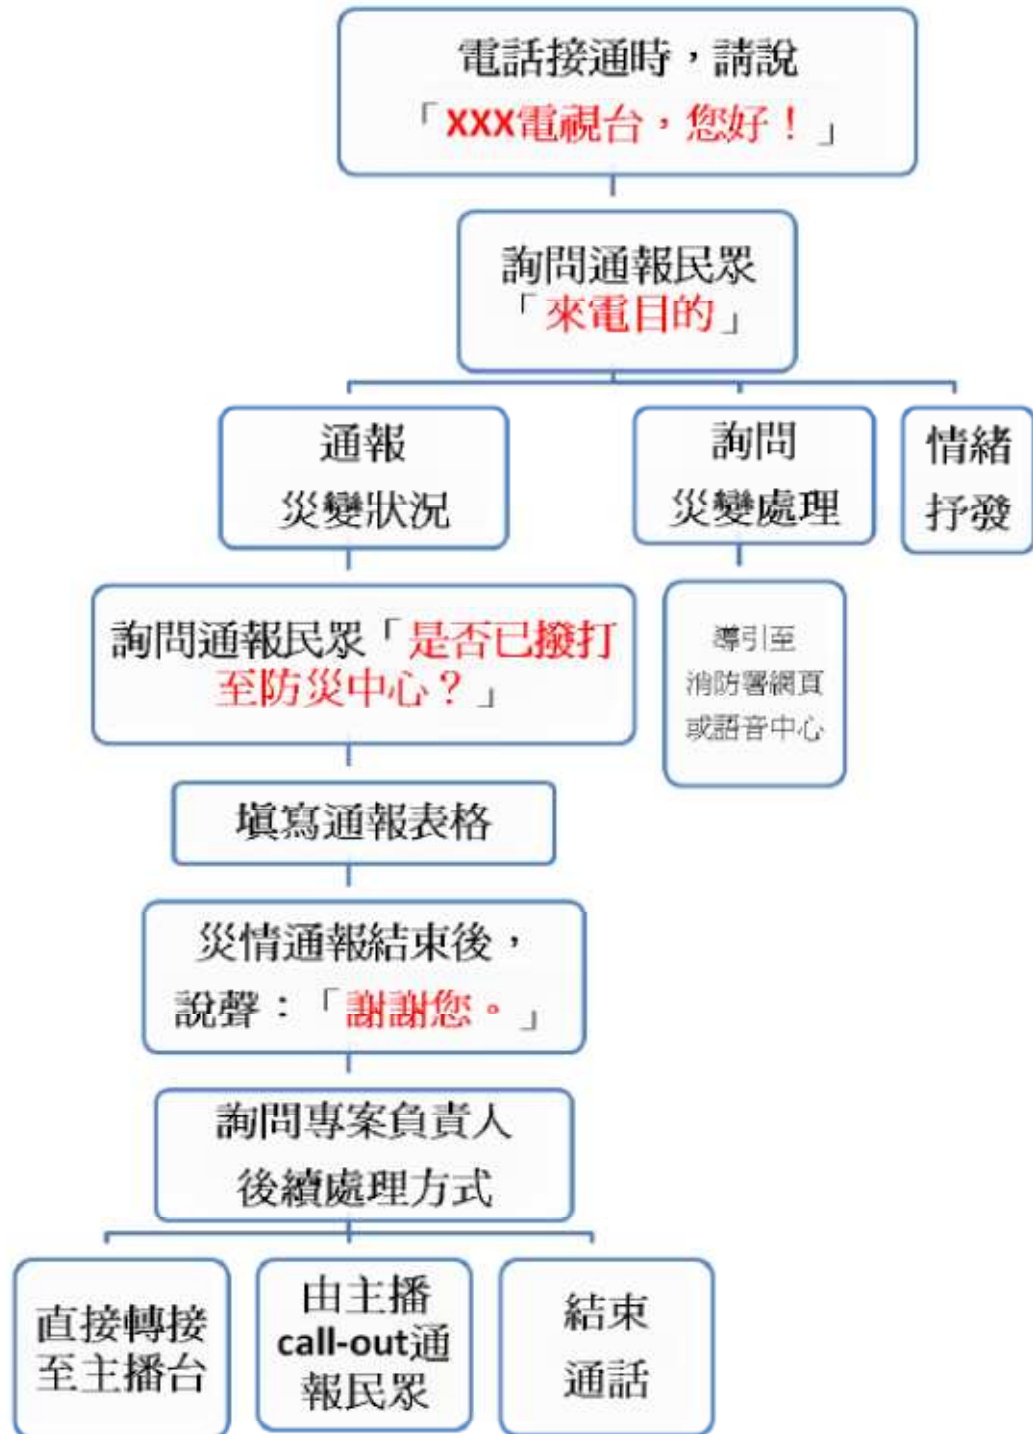 電話接通時，請說
「XXX電視台，您好！」
詢問通報民眾
「來電目的」
通報
災變狀況
詢問
災變處理
情緒
抒發
詢問通報民眾「是否已撥打
至防災中心？」
導引至
消防署網頁
或語音中心
填寫通報表格
災情通報結束後，
說聲：「謝謝您。」
詢問專案負責人
後續處理方式
直接轉接
至主播台
由主播
call-out通
報民眾
結束
通話